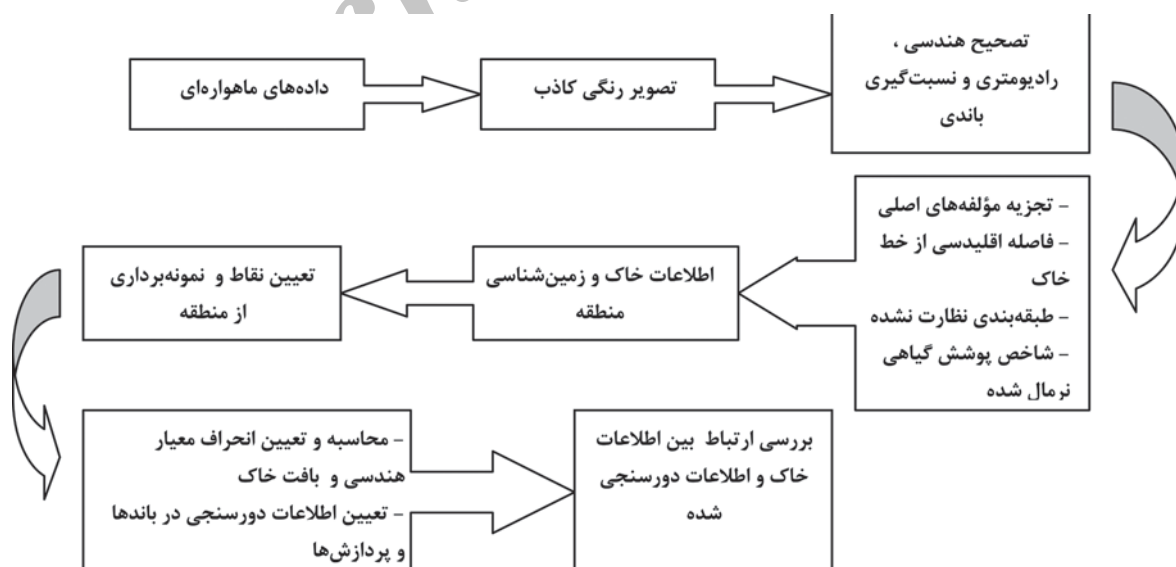 داده‌های ماهواره‌ای
تصویر رنگی کاذب
تصحیح هندسی ،
رادیومتری و نسبت‌گیری
باندی
- تجزیه مؤلفه‌های اصلی
- فاصله اقلیدسی از خط
خاک
- طبقه‌بندی نظارت نشده
- شاخص پوشش گیاهی
نرمال شده
اطلاعات خاک و زمین‌شناسی
منطقه
تعیین نقاط و نمونه‌برداری
از منطقه
- محاسبه و تعیین انحراف معیار
هندسی و بافت خاک
- تعیین اطلاعات دورسنجی در باندها
و پردازش‌ها
بررسی ارتباط بین اطلاعات
خاک و اطلاعات دورسنجی
شده